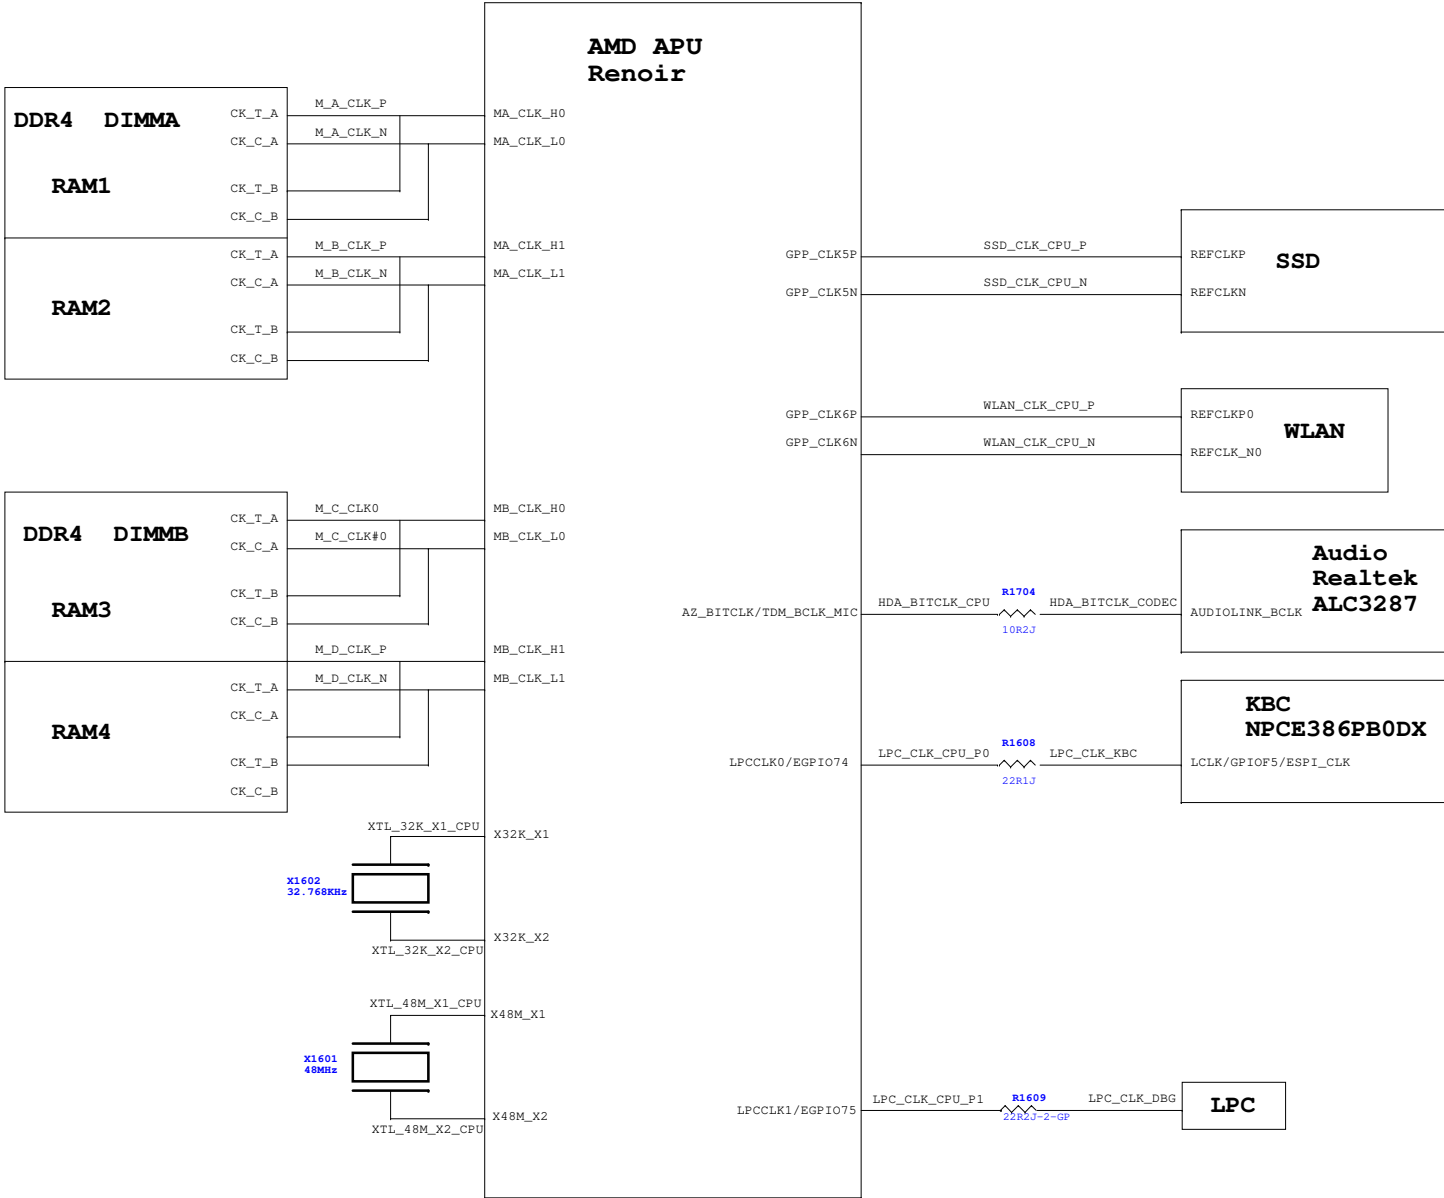 AMD APU
Renoir
DDR4 DIMMA
RAM1
CK_T_A
CK_C_A
CK_T_B
CK_C_B
M_A_CLK_P
M_A_CLK_N
MA_CLK_H0
MA_CLK_L0
RAM2
CK_T_A
CK_C_A
CK_T_B
CK_C_B
M_B_CLK_P
M_B_CLK_N
MA_CLK_H1
MA_CLK_L1
DDR4 DIMMB
RAM3
CK_T_A
CK_C_A
CK_T_B
CK_C_B
M_C_CLK0
M_C_CLK#0
MB_CLK_H0
MB_CLK_L0
RAM4
CK_T_A
CK_C_A
CK_T_B
CK_C_B
M_D_CLK_P
M_D_CLK_N
MB_CLK_H1
MB_CLK_L1
XTL_32K_X1_CPU
X32K_X1
X1602
32.768KHz
X32K_X2
XTL_32K_X2_CPU
XTL_48M_X1_CPU
X48M_X1
X1601
48MHz
X48M_X2
XTL_48M_X2_CPU
GPP_CLK5P
SSD_CLK_CPU_P
REFCLKP
SSD
GPP_CLK5N
SSD_CLK_CPU_N
REFCLKN
GPP_CLK6P
WLAN_CLK_CPU_P
REFCLKP0
WLAN
GPP_CLK6N
WLAN_CLK_CPU_N
REFCLK_N0
Audio
Realtek
ALC3287
AZ_BITCLK/TDM_BCLK_MIC
HDA_BITCLK_CPU
R1704
10R2J
HDA_BITCLK_CODEC
AUDIOLINK_BCLK
KBC
NPCE386PB0DX
LPCCLK0/EGPIO74
LPC_CLK_CPU_P0
R1608
22R1J
LPC_CLK_KBC
LCLK/GPIOF5/ESPI_CLK
LPCCLK1/EGPIO75
LPC_CLK_CPU_P1
R1609
22R2J-2-GP
LPC_CLK_DBG
LPC